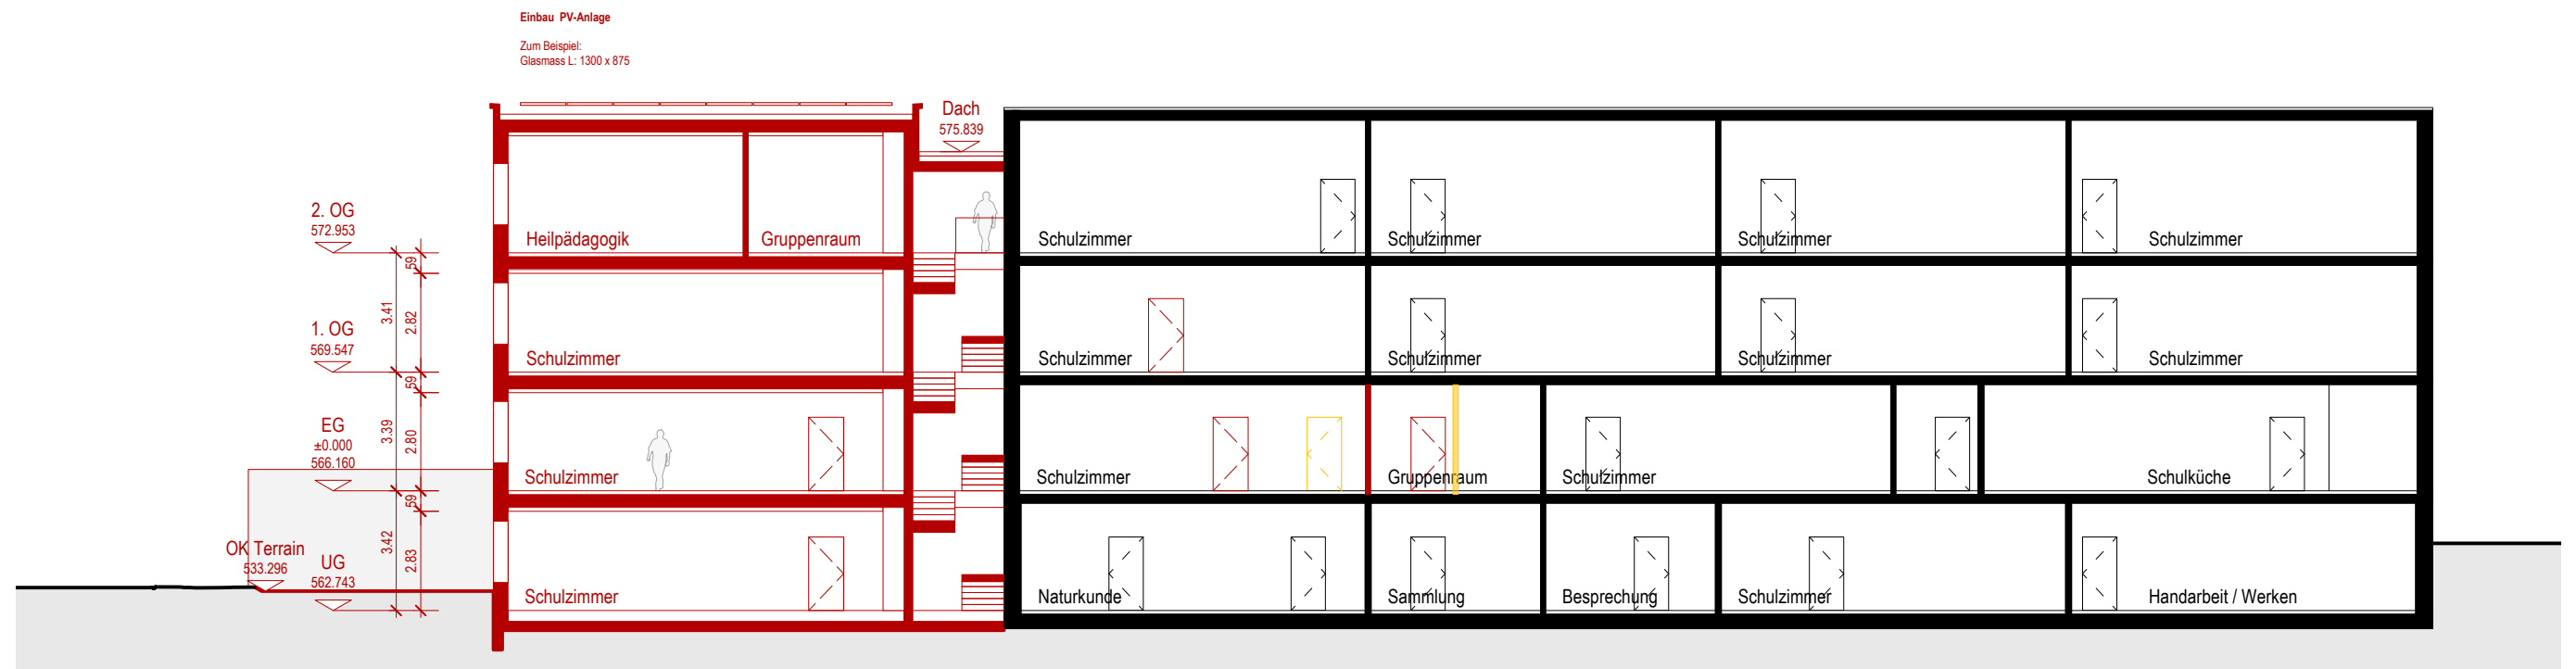 Einbau PV-Anlage
Zum Beispiel:
Glasmass L: 1300 x 875
Dach
575.839
2. OG
572.953
Heilpädagogik
Gruppenraum
Schulzimmer
Schulzimmer
Schulzimmer
Schulzimmer
59
3.41
2.82
1. OG
569.547
Schulzimmer
Schulzimmer
Schulzimmer
Schulzimmer
Schulzimmer
59
3.39
2.80
EG
±0.000
566.160
Schulzimmer
Schulzimmer
Gruppenraum
Schulzimmer
Schulküche
59
3.42
2.83
OK Terrain
533.296
UG
562.743
Schulzimmer
Naturkunde
Sammlung
Besprechung
Schulzimmer
Handarbeit / Werken